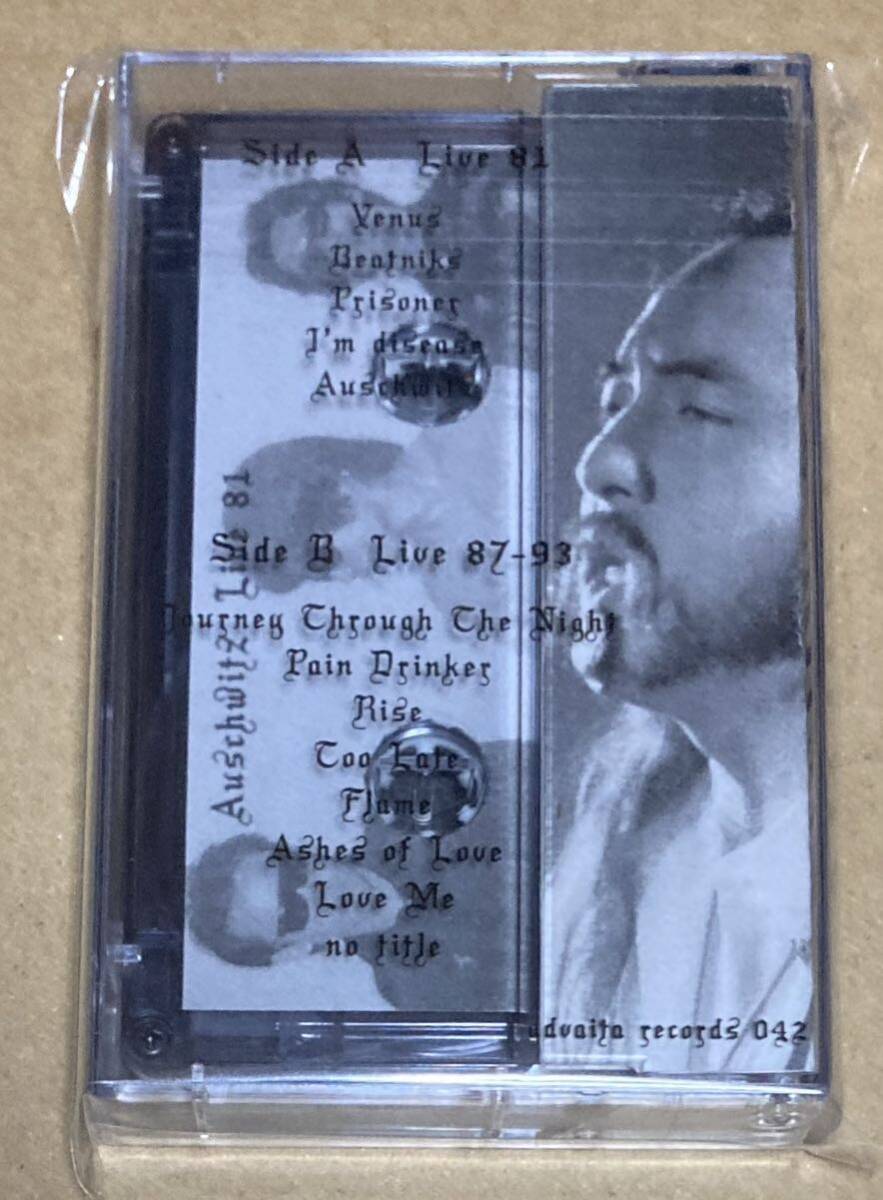 Side A Live 81
Venus
Beatniks
Prisoner
I'm disease
Auschwitz
Side B Live 87-93
Journey Through The Night
Pain Drinker
Rise
Too Late
Flame
Ashes of Love
Love Me
no title
Auschwitz Live 81
advaita records 042